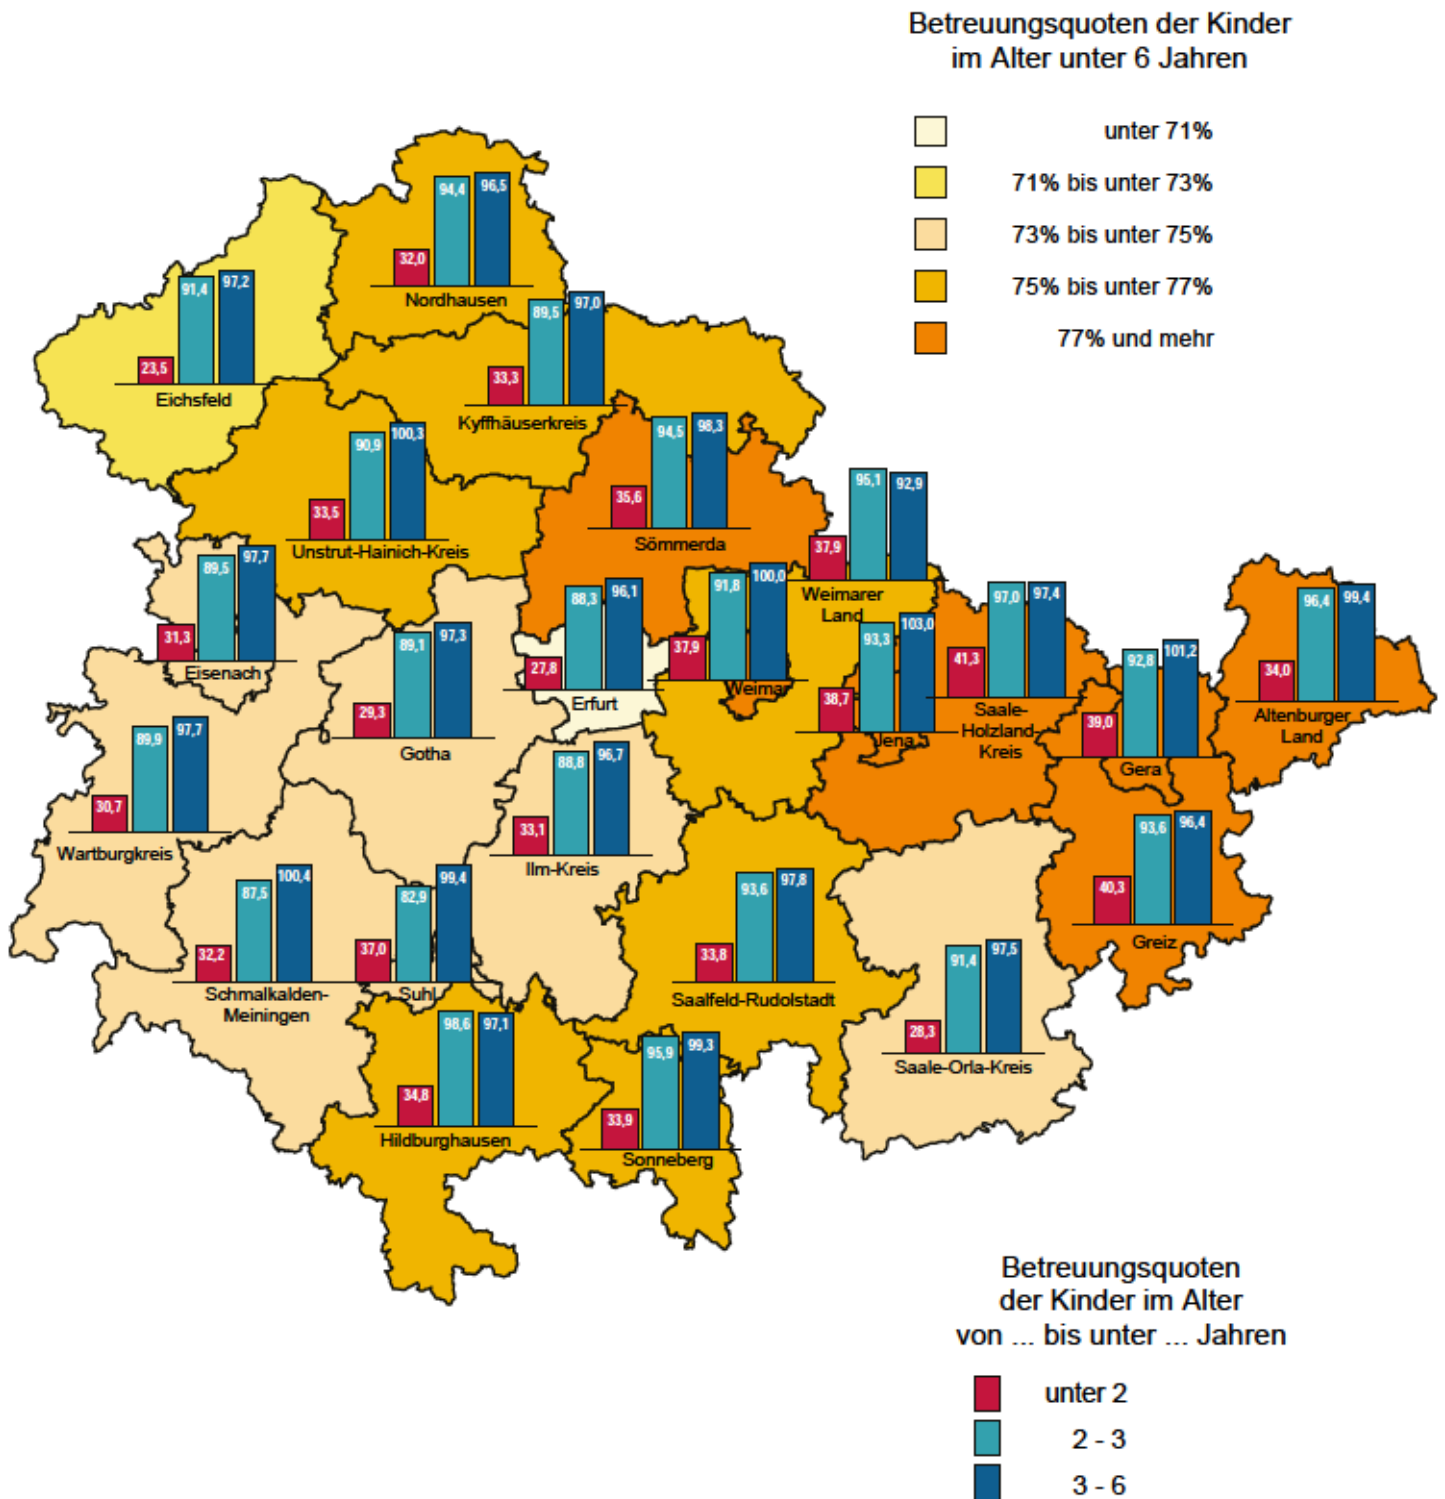 Betreuungsquoten der Kinder
im Alter unter 6 Jahren
unter 71%
71% bis unter 73%
73% bis unter 75%
75% bis unter 77%
77% und mehr
32,0 94,4 96,5
Nordhausen
23,5 91,4 97,2
Eichsfeld
33,3 89,5 97,0
Kyffhäuserkreis
33,5 90,9 100,3
Unstrut-Hainich-Kreis
35,6 94,5 98,3
Sömmerda
37,9 95,1 92,9
Weimarer
Land
31,3 89,5 97,7
Eisenach
27,8 88,3 96,1
Erfurt
37,9 91,8 100,0
Weimar
41,3 97,0 97,4
Saale-
Holzland-
Kreis
34,0 96,4 99,4
Altenburger
Land
29,3 89,1 97,3
Gotha
38,7 93,3 103,0
Jena
39,0 92,8 101,2
Gera
30,7 89,9 97,7
Wartburgkreis
33,1 88,8 96,7
Ilm-Kreis
40,3 93,6 96,4
Greiz
32,2 87,5 100,4
Schmalkalden-
Meiningen
37,0 82,9 99,4
Suhl
33,8 93,6 97,8
Saalfeld-Rudolstadt
28,3 91,4 97,5
Saale-Orla-Kreis
34,8 98,6 97,1
Hildburghausen
33,9 95,9 99,3
Sonneberg
Betreuungsquoten
der Kinder im Alter
von ... bis unter ... Jahren
unter 2
2 - 3
3 - 6